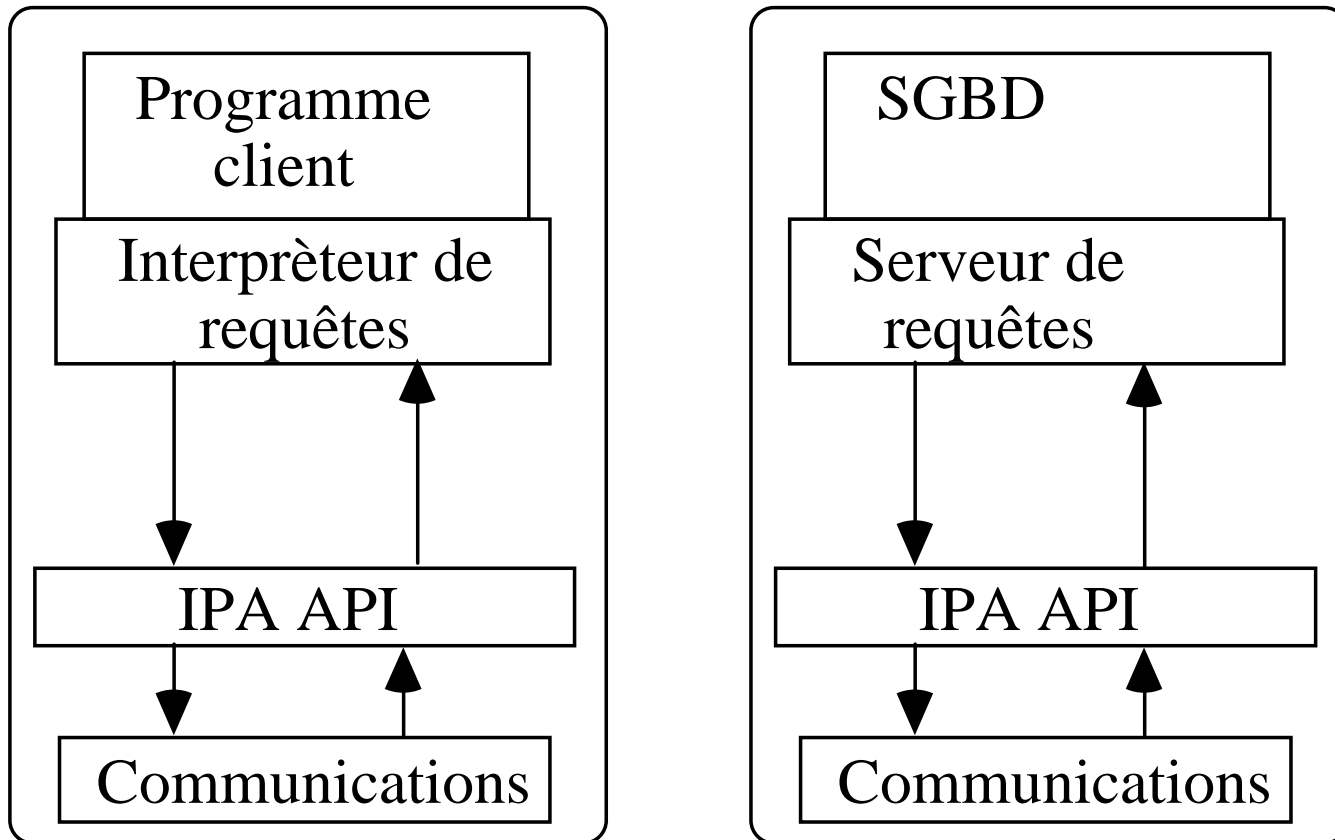 Programme
client
Interprèteur de
requêtes
IPA API
Communications
SGBD
Serveur de
requêtes
IPA API
Communications